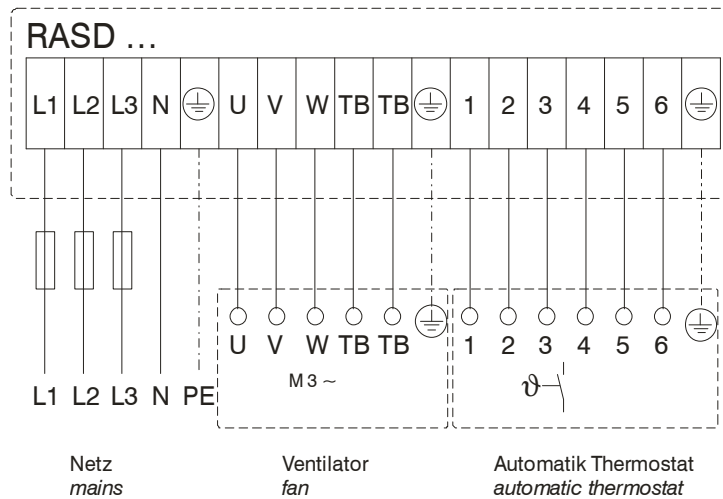 RASD ...
L1 L2 L3 N U V W TB TB 1 2 3 4 5 6
U V W TB TB 1 2 3 4 5 6
M 3 ~
ϑ
L1 L2 L3 N PE
Netz Ventilator Automatik Thermostat
mains fan automatic thermostat